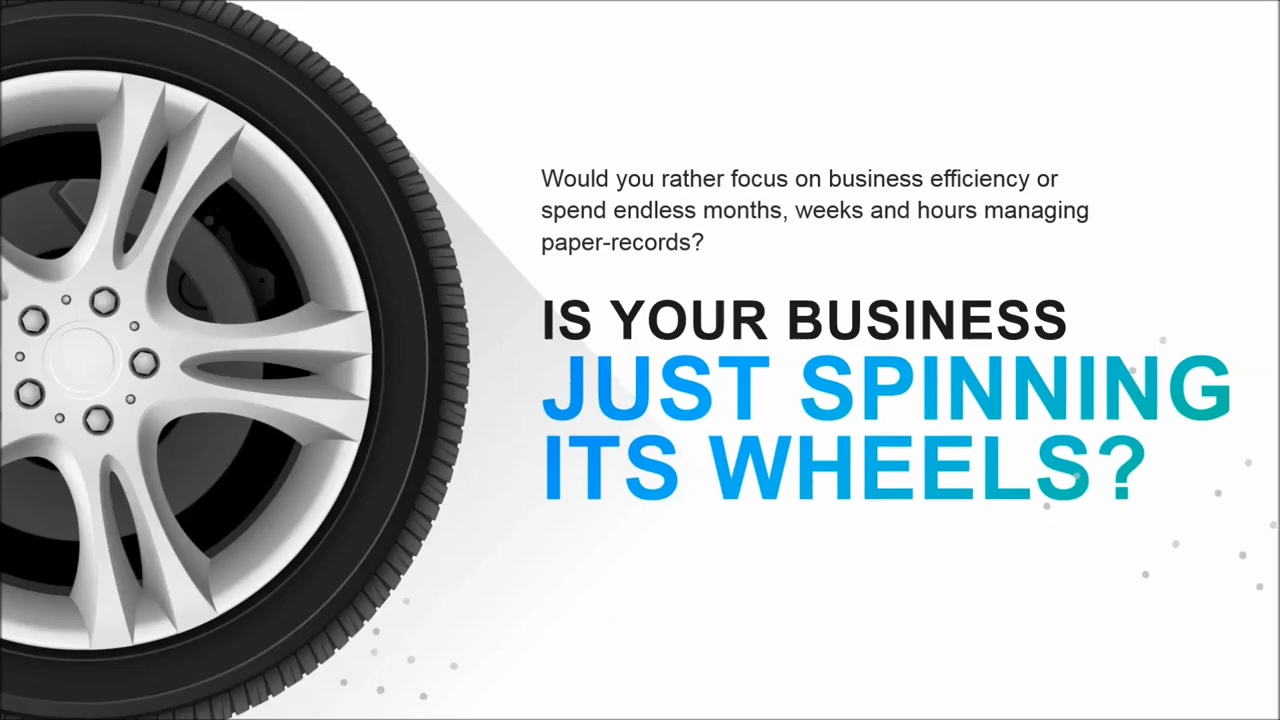 Would you rather focus on business efficiency or
spend endless months, weeks and hours managing
paper-records?
IS YOUR BUSINESS
JUST SPINNING
ITS WHEELS?